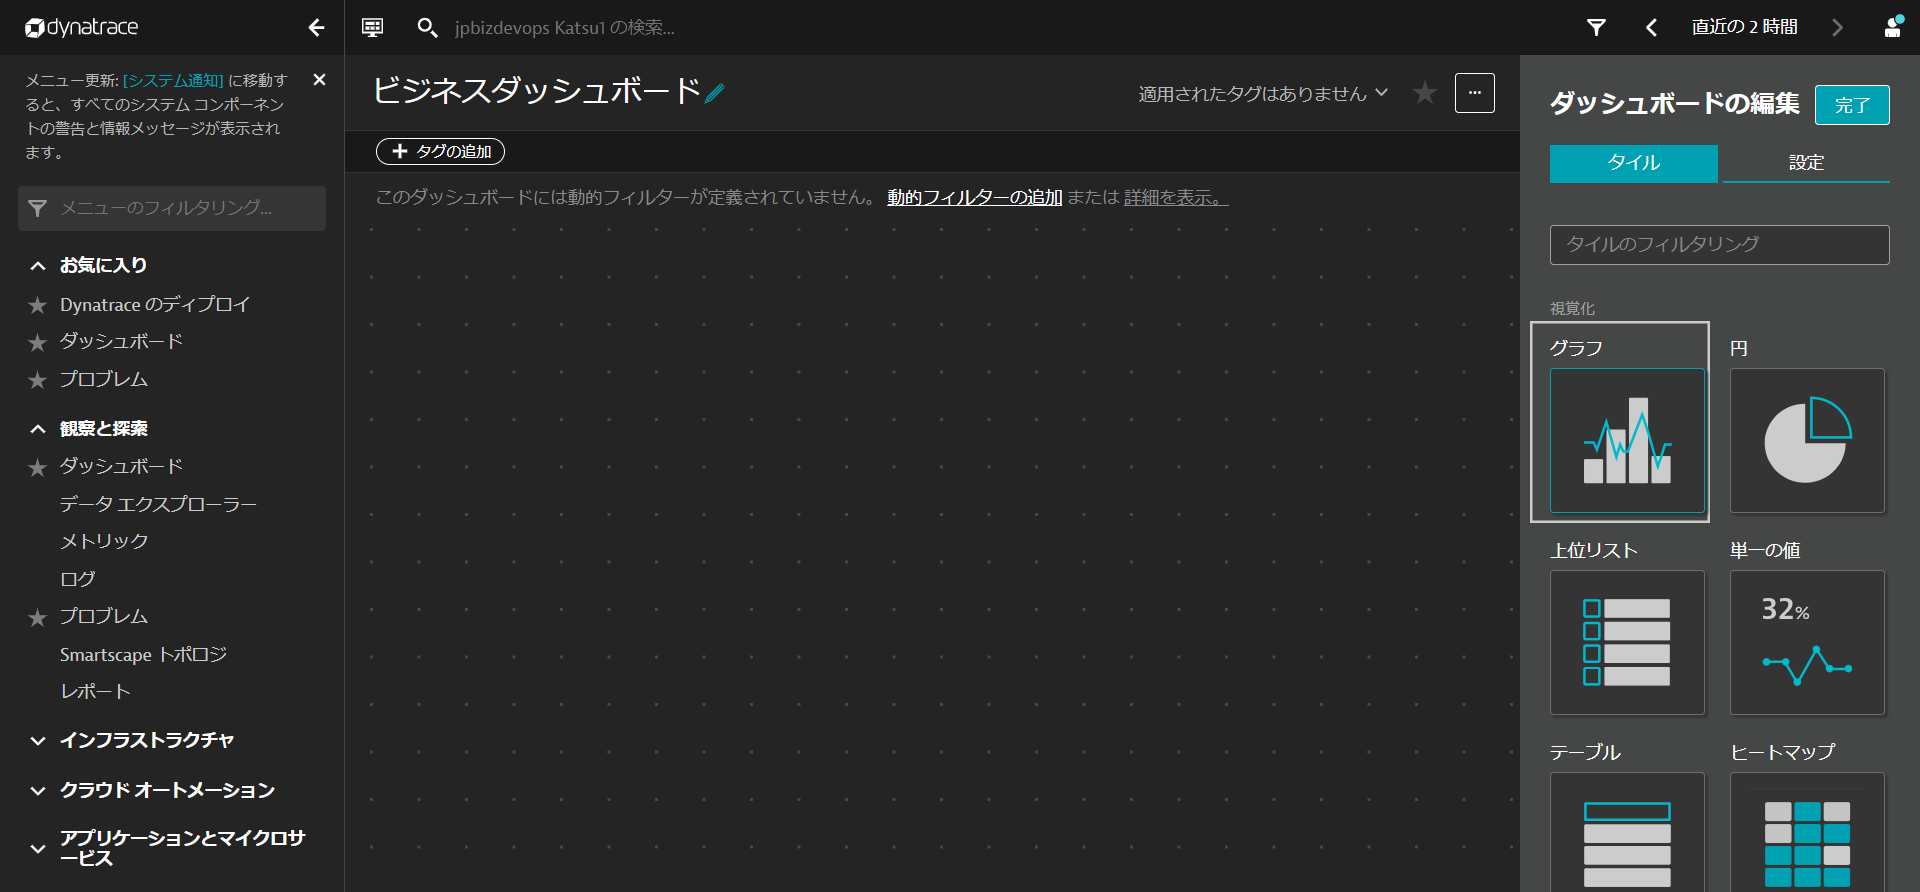 dynatrace
jpbizdevops Katsu1 の検索...
直近の 2 時間
メニュー更新: [システム通知] に移動す
ると、すべてのシステム コンポーネン
トの警告と情報メッセージが表示され
ます。
メニューのフィルタリング...
お気に入り
Dynatrace のディプロイ
ダッシュボード
プロブレム
観察と探索
ダッシュボード
データ エクスプローラー
メトリック
ログ
プロブレム
Smartscape トポロジ
レポート
インフラストラクチャ
クラウド オートメーション
アプリケーションとマイクロサ
ービス
ビジネスダッシュボード
適用されたタグはありません
...
タグの追加
このダッシュボードには動的フィルターが定義されていません。 動的フィルターの追加 または 詳細を表示。
ダッシュボードの編集
完了
タイル
設定
タイルのフィルタリング
視覚化
グラフ
円
上位リスト
単一の値
32%
テーブル
ヒートマップ